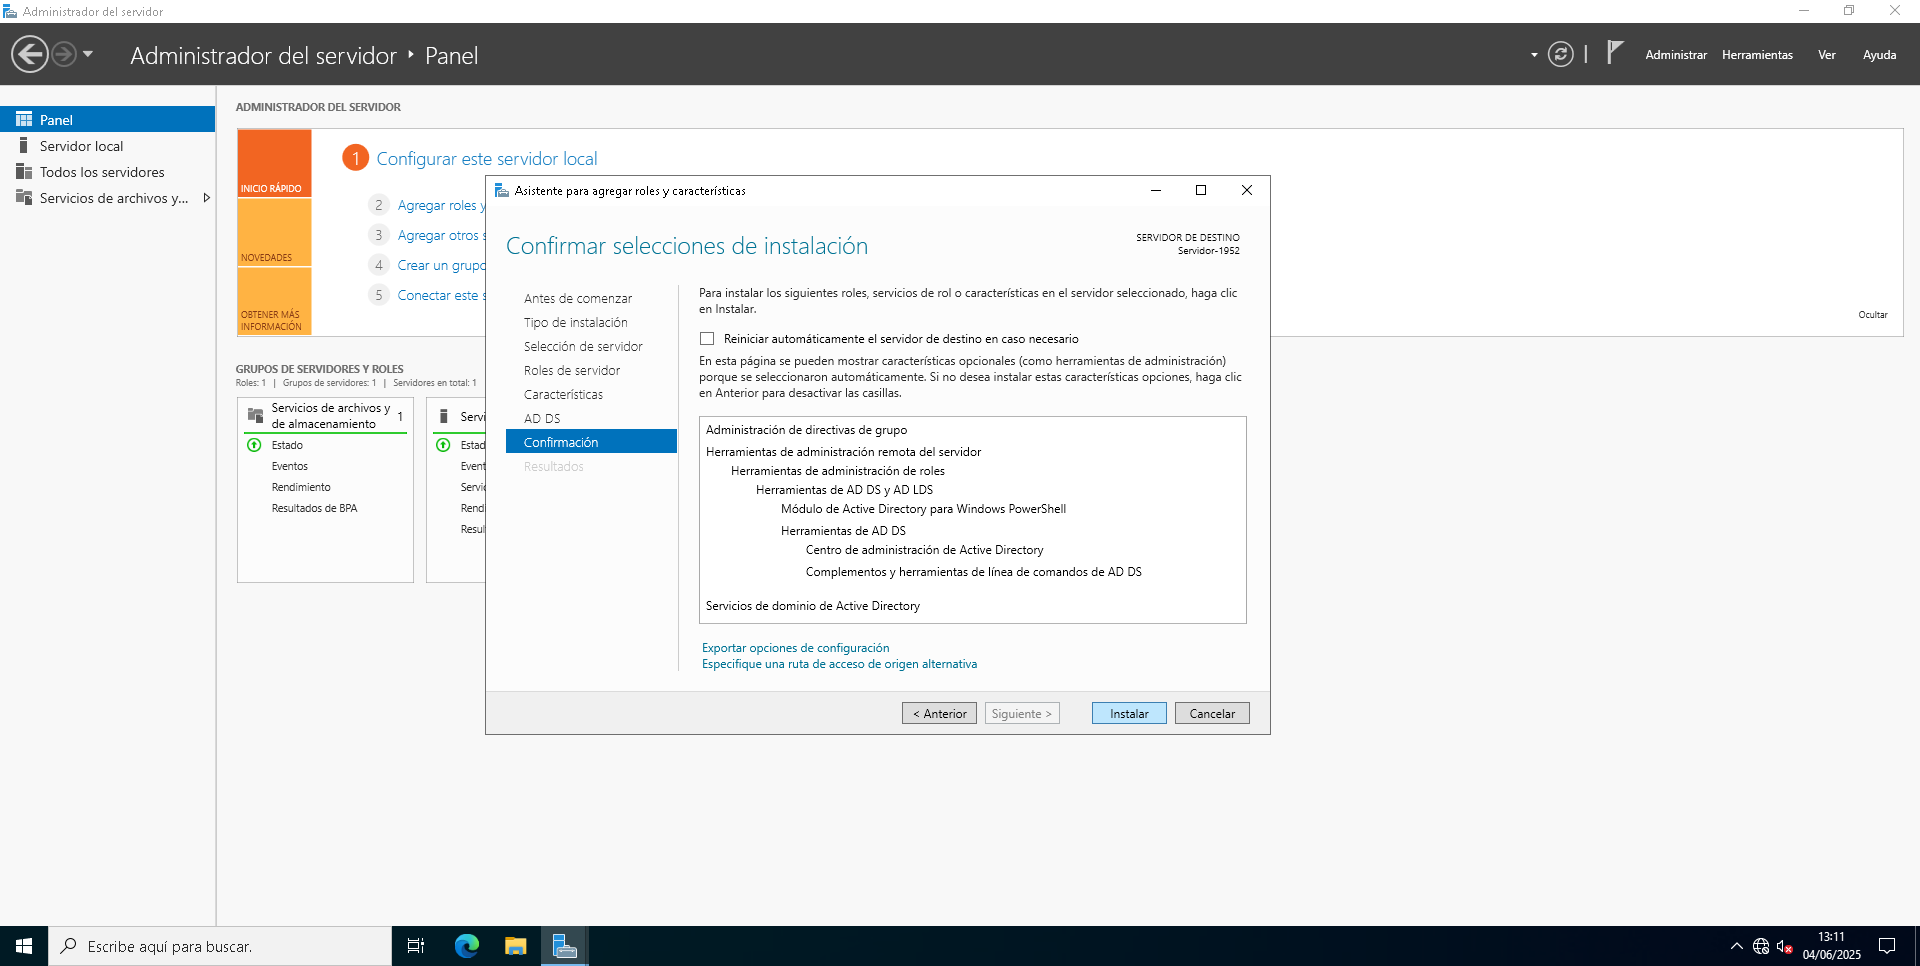 Administrador del servidor
Administrador del servidor ‣ Panel
Administrar
Herramientas
Ver
Ayuda
Panel
Servidor local
Todos los servidores
Servicios de archivos y...
ADMINISTRADOR DEL SERVIDOR
INICIO RÁPIDO
NOVEDADES
OBTENER MÁS
INFORMACIÓN
1 Configurar este servidor local
2 Agregar roles y
3 Agregar otros s
4 Crear un grupo
5 Conectar este s
Ocultar
GRUPOS DE SERVIDORES Y ROLES
Roles: 1 | Grupos de servidores: 1 | Servidores en total: 1
Servicios de archivos y
de almacenamiento
1
Estado
Eventos
Rendimiento
Resultados de BPA
Servi
Estad
Event
Servic
Rend
Resul
Asistente para agregar roles y características
Confirmar selecciones de instalación
SERVIDOR DE DESTINO
Servidor-1952
Antes de comenzar
Tipo de instalación
Selección de servidor
Roles de servidor
Características
AD DS
Confirmación
Resultados
Para instalar los siguientes roles, servicios de rol o características en el servidor seleccionado, haga clic
en Instalar.
Reiniciar automáticamente el servidor de destino en caso necesario
En esta página se pueden mostrar características opcionales (como herramientas de administración)
porque se seleccionaron automáticamente. Si no desea instalar estas características opciones, haga clic
en Anterior para desactivar las casillas.
Administración de directivas de grupo
Herramientas de administración remota del servidor
Herramientas de administración de roles
Herramientas de AD DS y AD LDS
Módulo de Active Directory para Windows PowerShell
Herramientas de AD DS
Centro de administración de Active Directory
Complementos y herramientas de línea de comandos de AD DS
Servicios de dominio de Active Directory
Exportar opciones de configuración
Especifique una ruta de acceso de origen alternativa
< Anterior
Siguiente >
Instalar
Cancelar
Escribe aquí para buscar.
13:11
04/06/2025